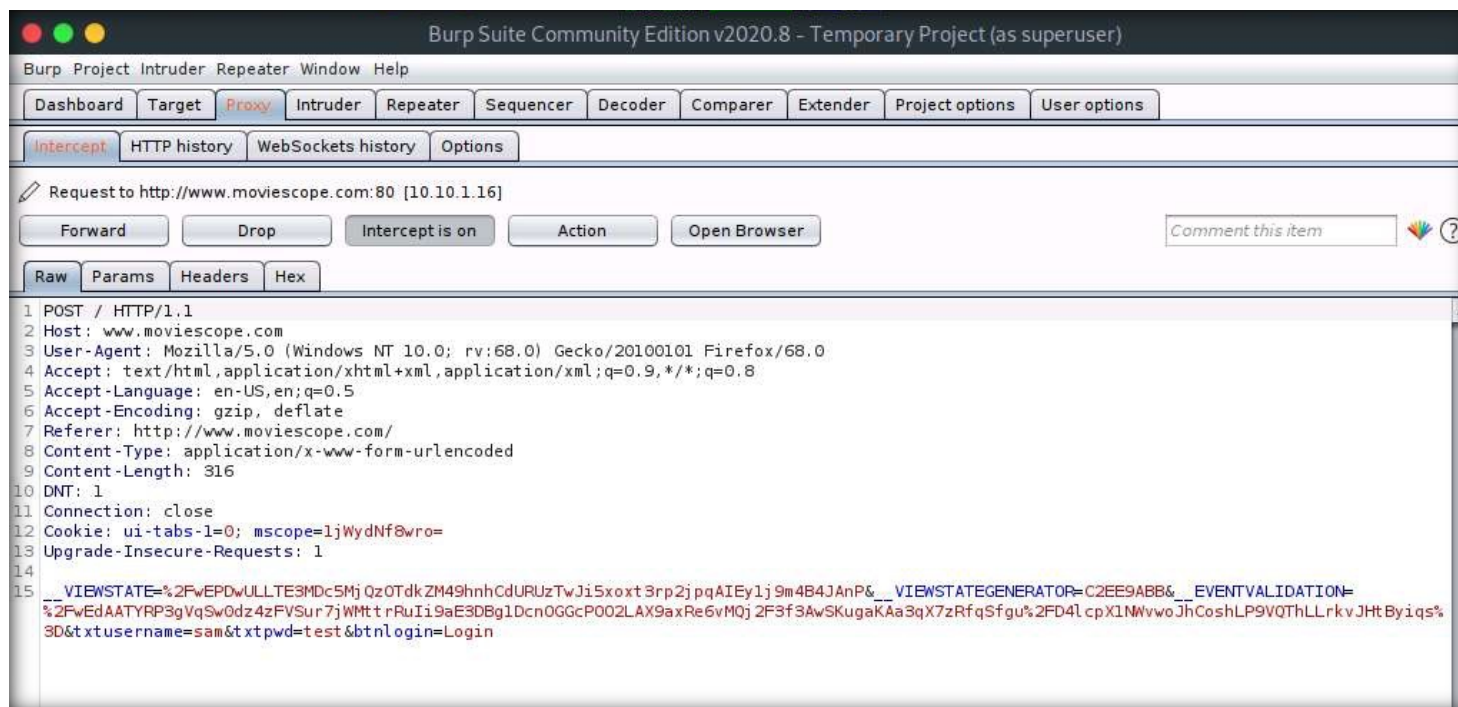 Burp Suite Community Edition v2020.8 - Temporary Project (as superuser)
Burp Project Intruder Repeater Window Help
Dashboard Target Proxy Intruder Repeater Sequencer Decoder Comparer Extender Project options User options
Intercept HTTP history WebSockets history Options
Request to http://www.moviescope.com:80 [10.10.1.16]
Forward Drop Intercept is on Action Open Browser Comment this item ?
Raw Params Headers Hex
1 POST / HTTP/1.1
2 Host: www.moviescope.com
3 User-Agent: Mozilla/5.0 (Windows NT 10.0; rv:68.0) Gecko/20100101 Firefox/68.0
4 Accept: text/html,application/xhtml+xml,application/xml;q=0.9,*/*;q=0.8
5 Accept-Language: en-US,en;q=0.5
6 Accept-Encoding: gzip, deflate
7 Referer: http://www.moviescope.com/
8 Content-Type: application/x-www-form-urlencoded
9 Content-Length: 316
10 DNT: 1
11 Connection: close
12 Cookie: ui-tabs-1=0; mscope=1jWydNf8wro=
13 Upgrade-Insecure-Requests: 1
14
15 __VIEWSTATE=%2FwEPDwULLTE3MDc5MjQzOTdkZM49hnhCdURUzTwJi5xoxt3rp2jpqAIEy1j9m4B4JAnP&__VIEWSTATEGENERATOR=C2EE9ABB&__EVENTVALIDATION=
%2FwEdAATYRP3gVqSw0dz4zFVSur7jWMttrRuIi9aE3DBg1DcnOGGcP002LAX9axRe6vMQj2F3f3AwSKugaKAa3qX7zRfqSfgu%2FD4lcpX1NWvwoJhCoshLP9VQThLLrkvJHtByiqs%
3D&txtusername=sam&txtpwd=test&btnlogin=Login